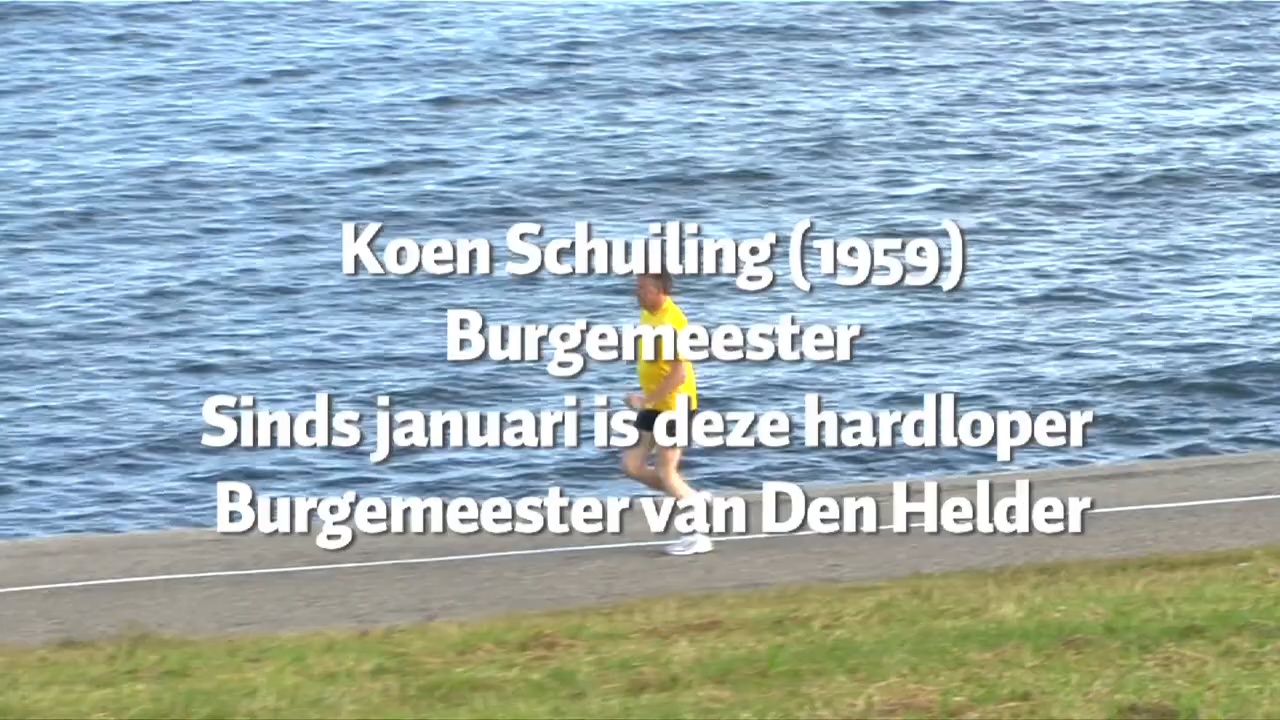 Koen Schuiling (1959)
Burgemeester
Sinds januari is deze hardloper
Burgemeester van Den Helder